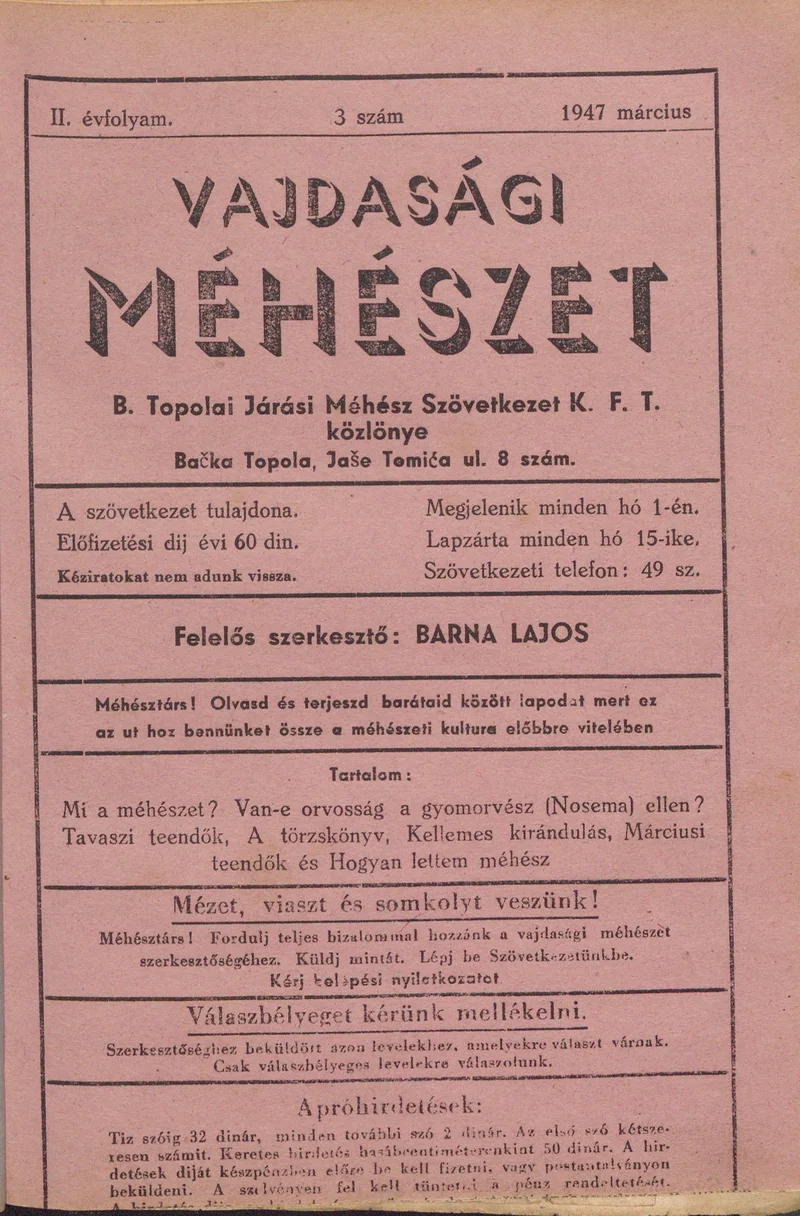 II. évfolyam. 3 szám 1947 március
VAJDASÁGI
MÉHÉSZET
B. Topolai Járási Méhész Szövetkezet K. F. T.
közlönye
Bačka Topola, Jaše Tomića ul. 8 szám.
A szövetkezet tulajdona. Megjelenik minden hó 1-én.
Előfizetési dij évi 60 din. Lapzárta minden hó 15-ike.
Kéziratokat nem adunk vissza. Szövetkezeti telefon: 49 sz.
Felelős szerkesztő: BARNA LAJOS
Méhésztárs! Olvasd és terjeszd barátaid között lapodat mert ez
az ut hoz bennünket össze a méhészeti kultura előbbre vitelében
Tartalom:
Mi a méhészet? Van-e orvosság a gyomorvész (Nosema) ellen?
Tavaszi teendők, A törzskönyv, Kellemes kirándulás, Márciusi
teendők és Hogyan lettem méhész
Mézet, viaszt és somkolyt veszünk!
Méhésztárs! Fordulj teljes bizalommal hozzánk a vajdasági méhészet
szerkesztőségéhez. Küldj mintát. Lépj be Szövetkezetünkbe.
Kérj belépési nyilatkozatot
Válaszbélyeget kérünk mellékelni.
Szerkesztőséghez beküldött azon levelekhez, amelyekre választ várnak.
Csak válaszbélyeges levelekre válaszolunk.
Apróhirdetések:
Tiz szóig 32 dinár, minden további szó 2 dinár. Az első szó kétsze-
resen számit. Keretes hirdetés hasábcentiméterenkint 50 dinár. A hir-
detések diját készpénzben előre be kell fizetni, vagy postautalványon
beküldeni. A szelvényen fel kell tüntetni a pénz rendeltetését.